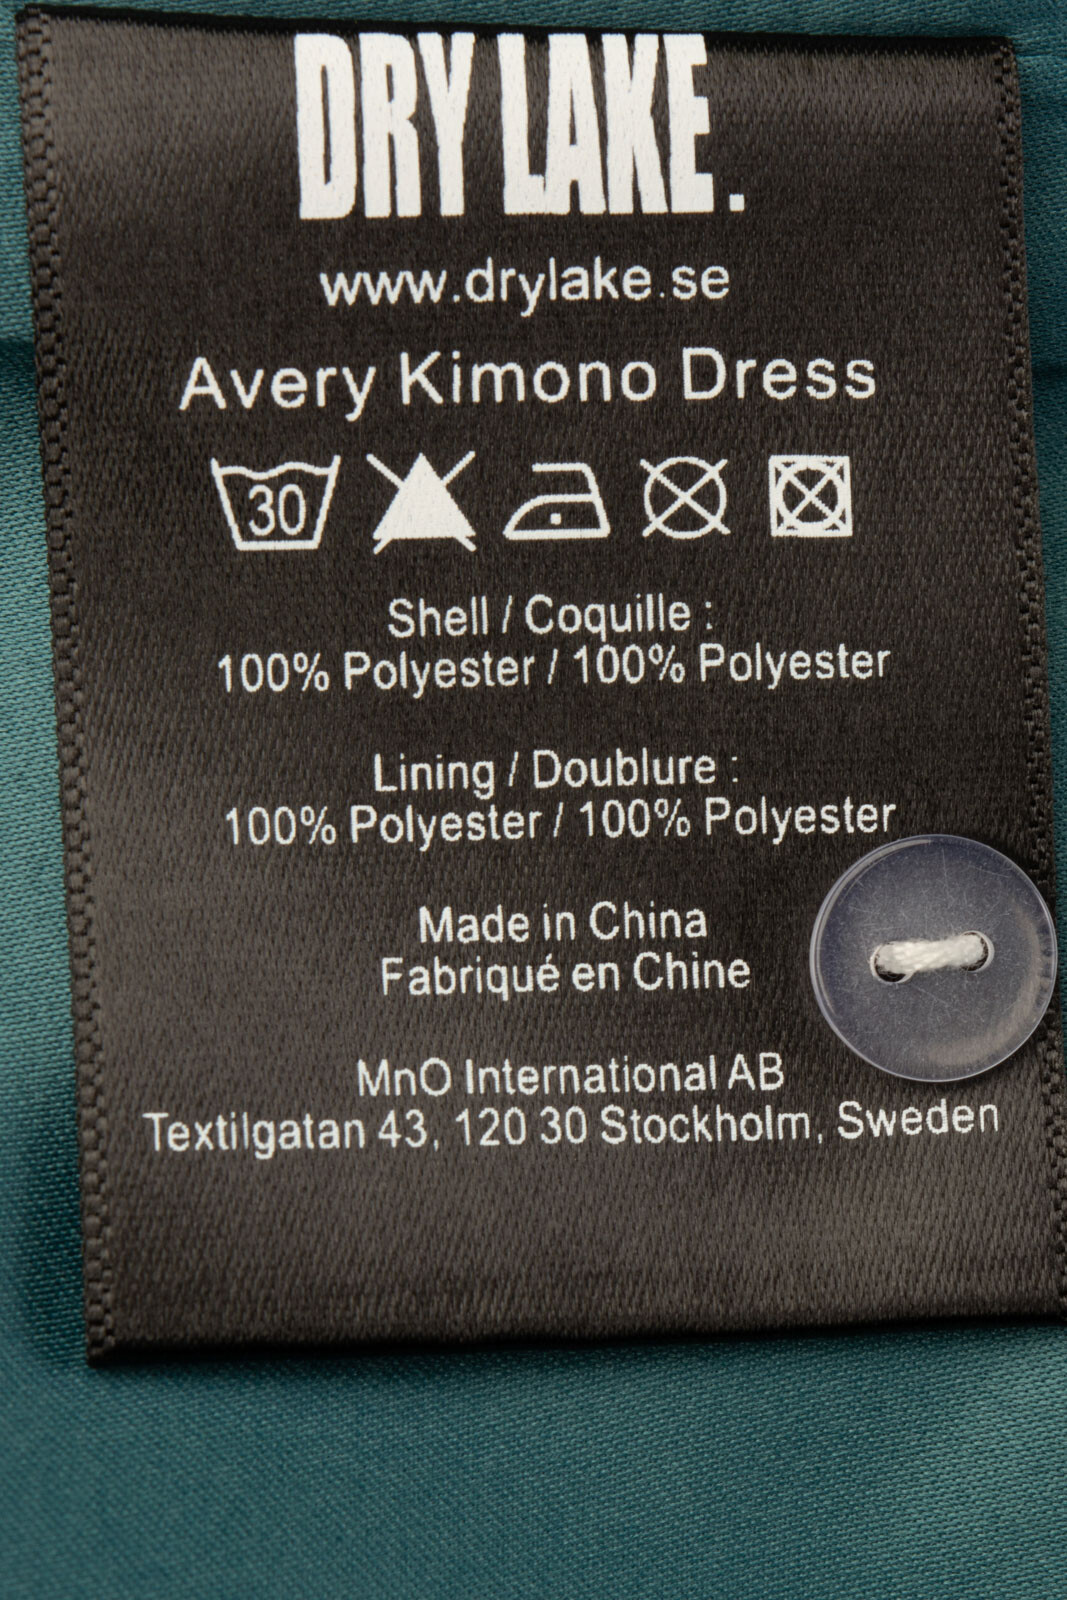 DRY LAKE.
www.drylake.se
Avery Kimono Dress
30
Shell / Coquille :
100% Polyester / 100% Polyester
Lining / Doublure :
100% Polyester / 100% Polyester
Made in China
Fabriqué en Chine
MnO International AB
Textilgatan 43, 120 30 Stockholm, Sweden